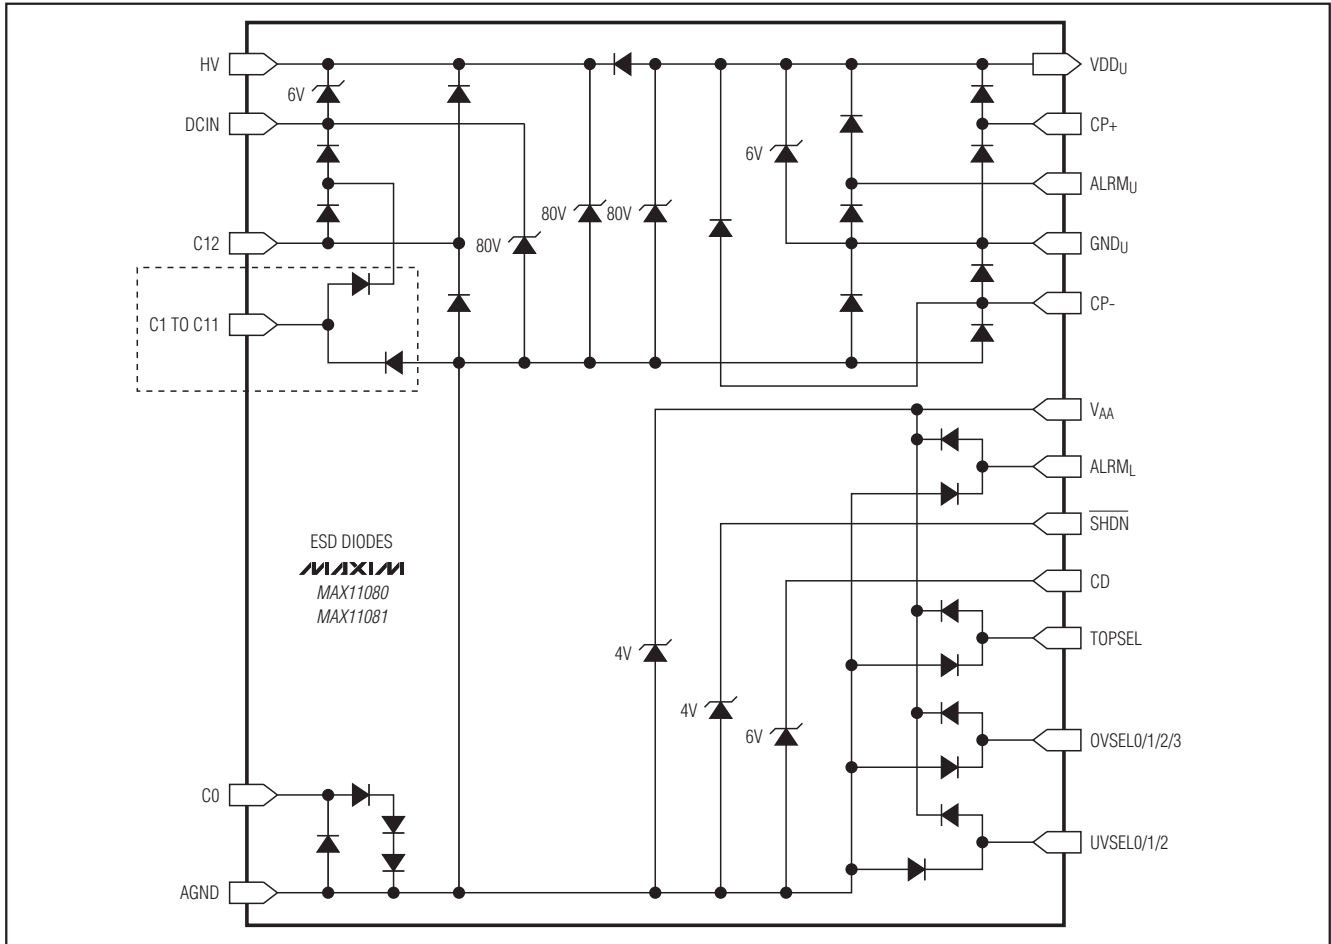 HV
VDDU
6V
DCIN
CP+
6V
ALRMU
80V
80V
C12
80V
GNDU
C1 TO C11
CP-
VAA
ALRML
SHDN
ESD DIODES
MAXIM
MAX11080
MAX11081
CD
TOPSEL
4V
4V
6V
OVSEL0/1/2/3
C0
UVSEL0/1/2
AGND